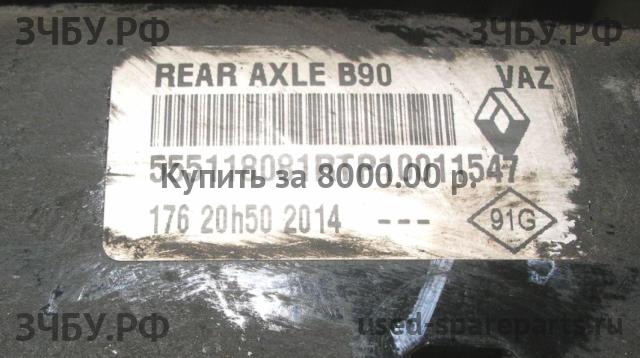 ЗЧБУ.РФ ЗЧБУ.РФ
REAR AXLE B90 VAZ
Купить за 8000.00 р.
176 20h50 2014 --- 91G
ЗЧБУ.РФ used-spareparts.ru